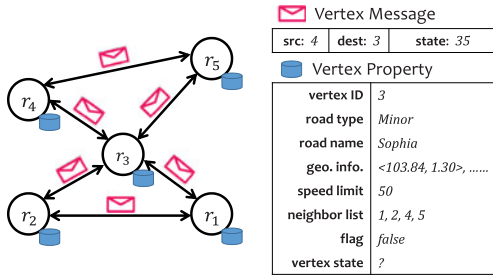 Vertex Message
src: 4 dest: 3 state: 35
Vertex Property
vertex ID 3
road type Minor
road name Sophia
geo. info. <103.84, 1.30>, ......
speed limit 50
neighbor list 1, 2, 4, 5
flag false
vertex state ?
r5
r4
r3
r2
r1